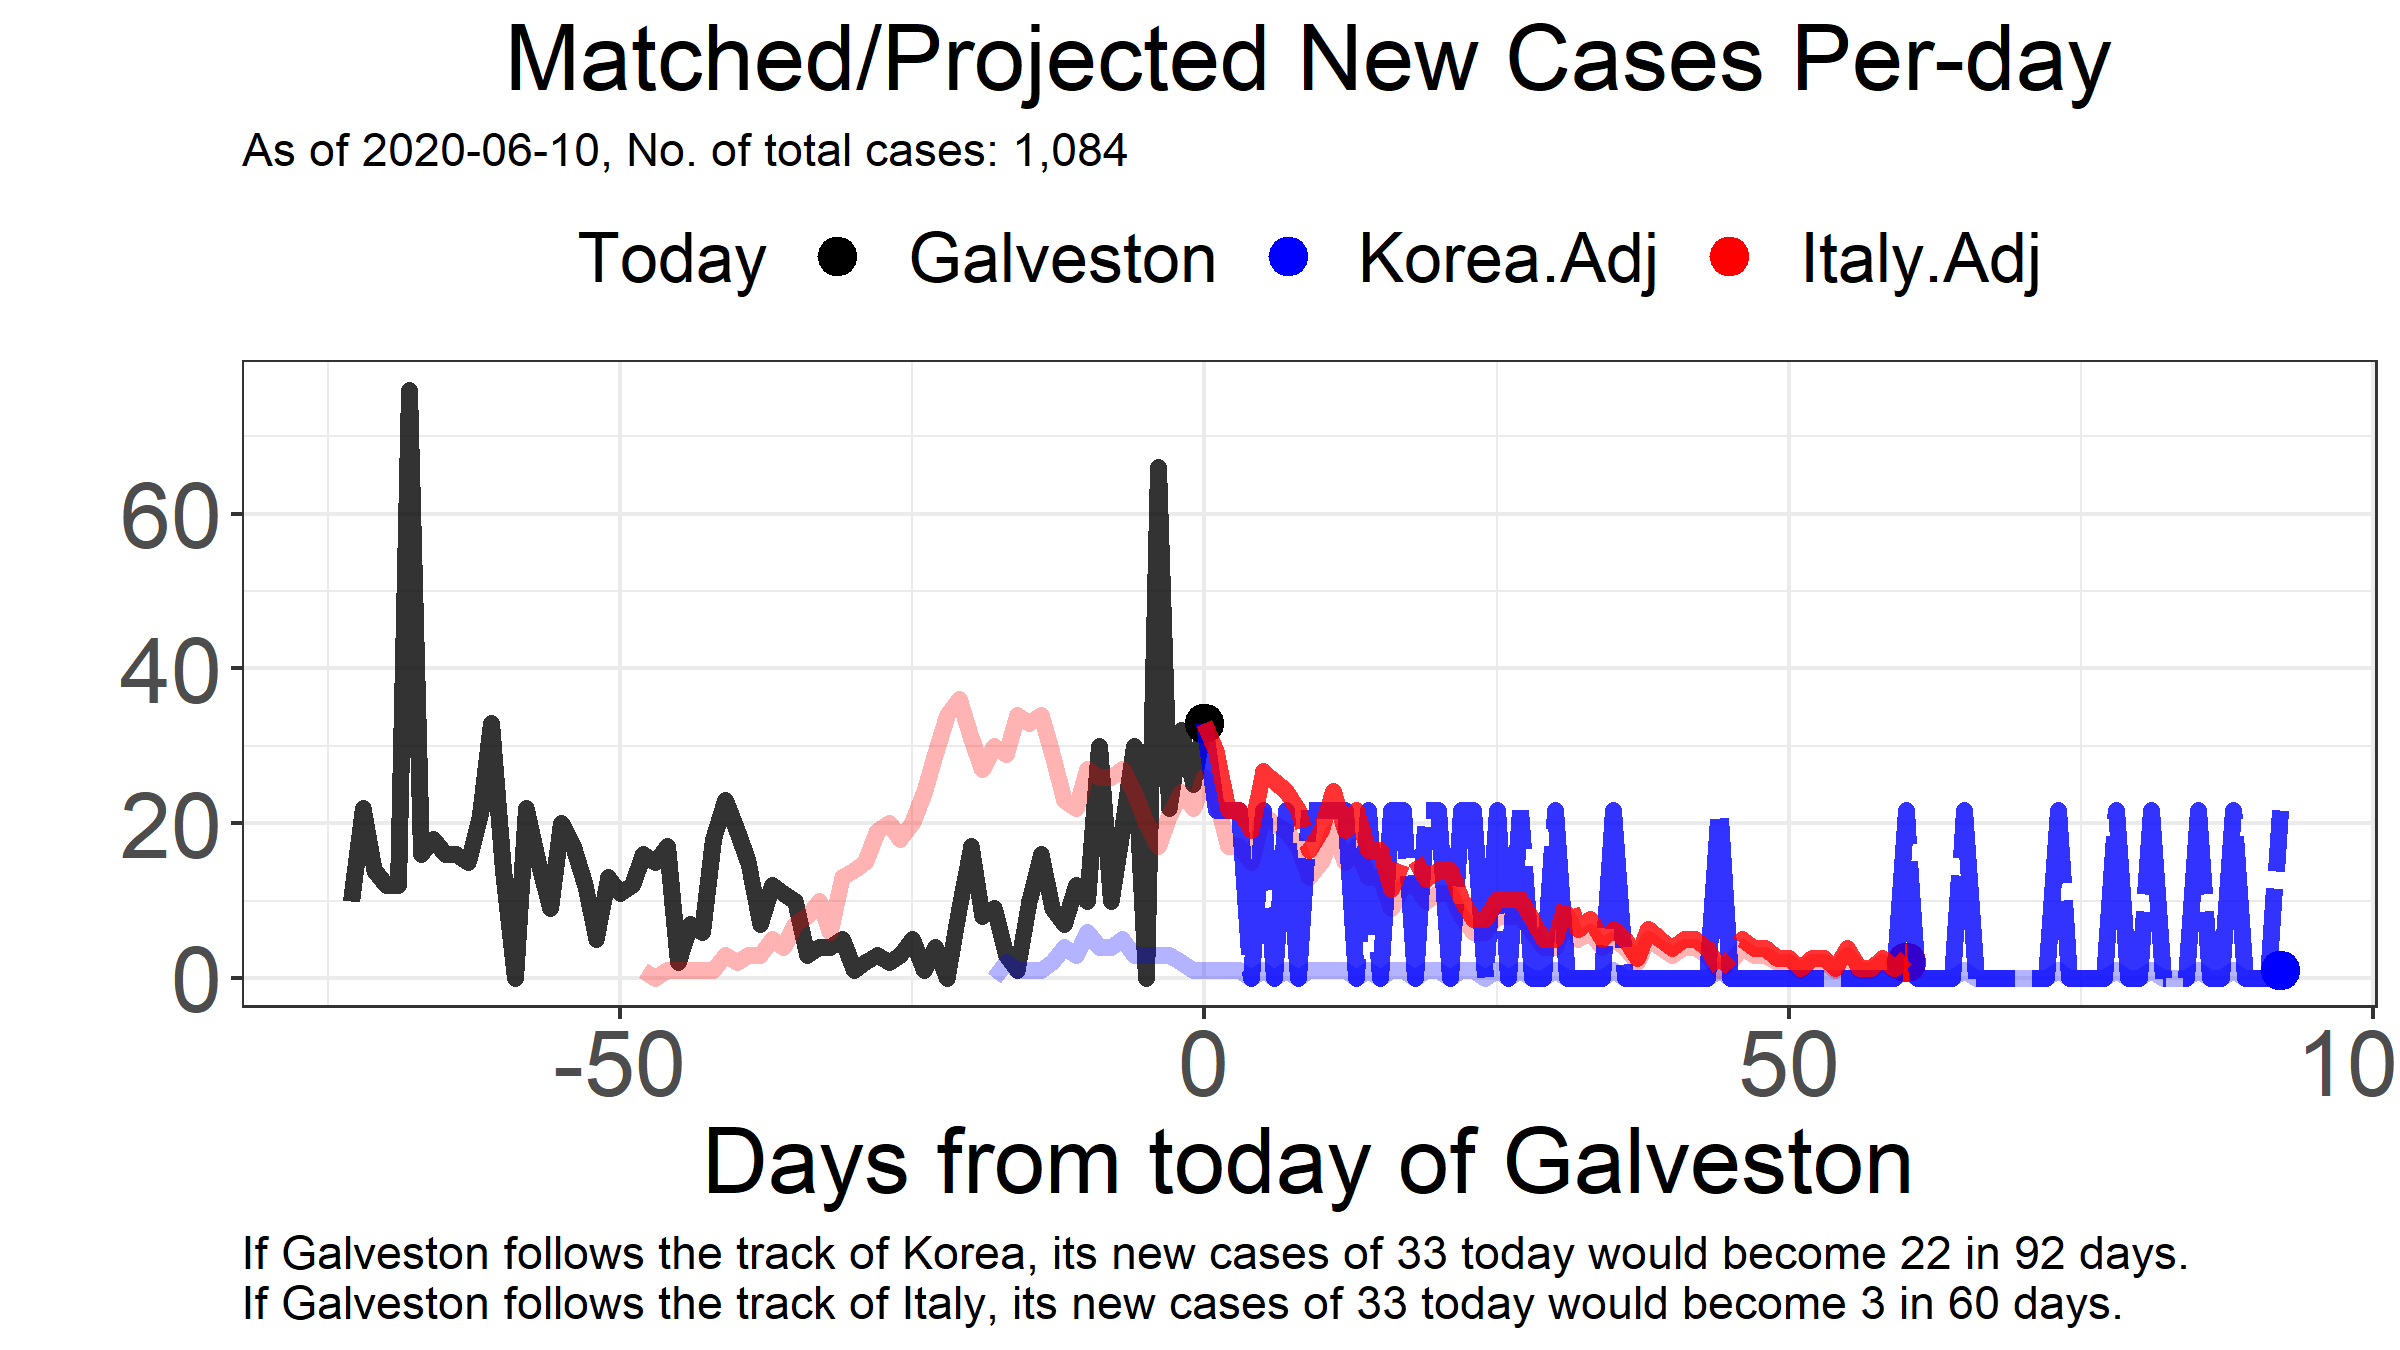 Matched/Projected New Cases Per-day
As of 2020-06-10, No. of total cases: 1,084
Today Galveston Korea.Adj Italy.Adj
60
40
20
0
-50 0 50 10
Days from today of Galveston
If Galveston follows the track of Korea, its new cases of 33 today would become 22 in 92 days.
If Galveston follows the track of Italy, its new cases of 33 today would become 3 in 60 days.